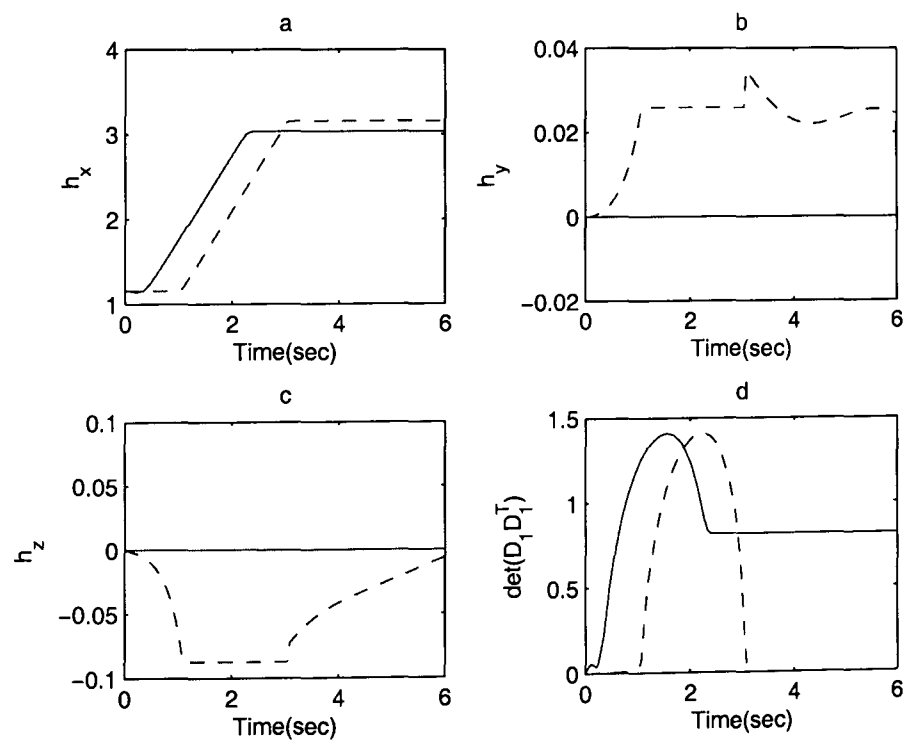 a
4
3
2
1
h_x
0 2 4 6
Time(sec)
b
0.04
0.02
0
−0.02
h_y
0 2 4 6
Time(sec)
c
0.1
0.05
0
−0.05
−0.1
h_z
0 2 4 6
Time(sec)
d
1.5
1
0.5
0
det(D_1D_1^T)
0 2 4 6
Time(sec)